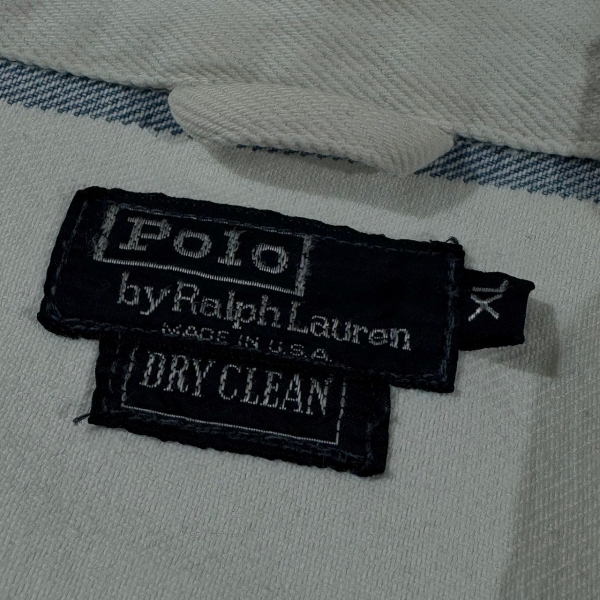 Polo
by Ralph Lauren
MADE IN U.S.A.
XL
DRY CLEAN